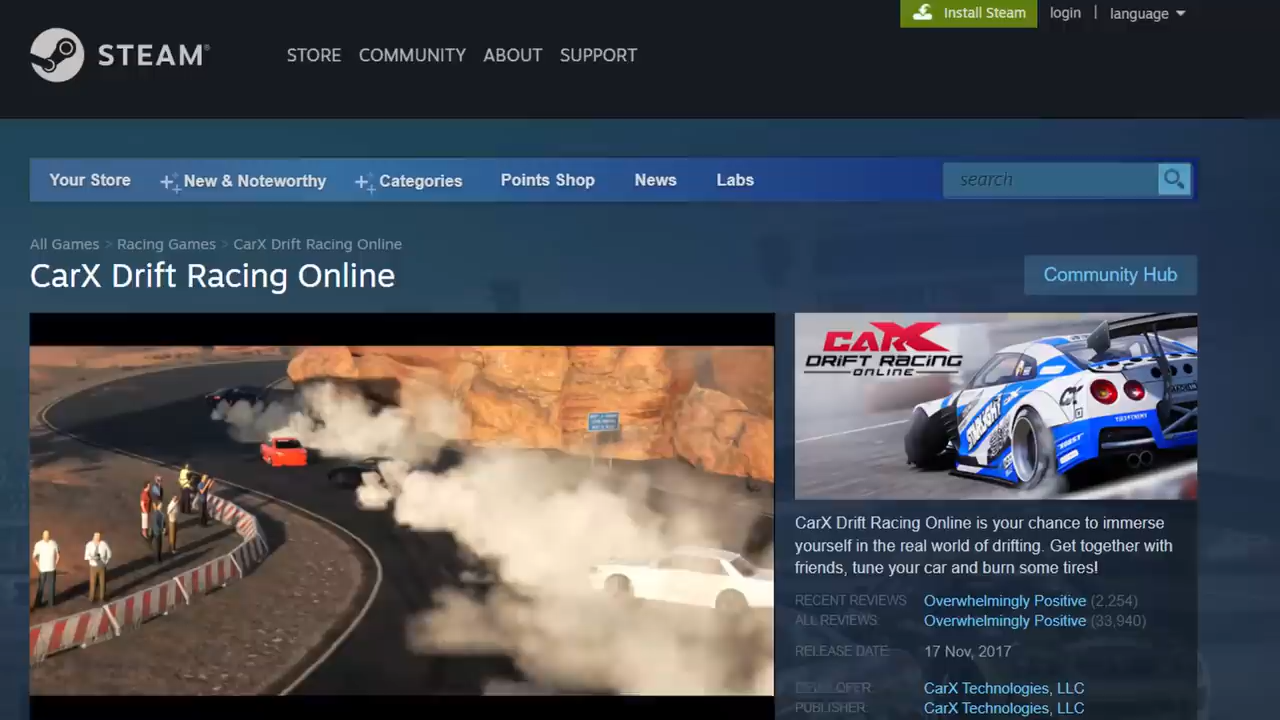 Install Steam
login
language
STEAM®
STORE
COMMUNITY
ABOUT
SUPPORT
Your Store
New & Noteworthy
Categories
Points Shop
News
Labs
search
All Games > Racing Games > CarX Drift Racing Online
CarX Drift Racing Online
Community Hub
CARX
DRIFT RACING
ONLINE
STARLIGHT
CarX Drift Racing Online is your chance to immerse
yourself in the real world of drifting. Get together with
friends, tune your car and burn some tires!
RECENT REVIEWS: Overwhelmingly Positive (2,254)
ALL REVIEWS: Overwhelmingly Positive (33,940)
RELEASE DATE: 17 Nov, 2017
DEVELOPER: CarX Technologies, LLC
PUBLISHER: CarX Technologies, LLC